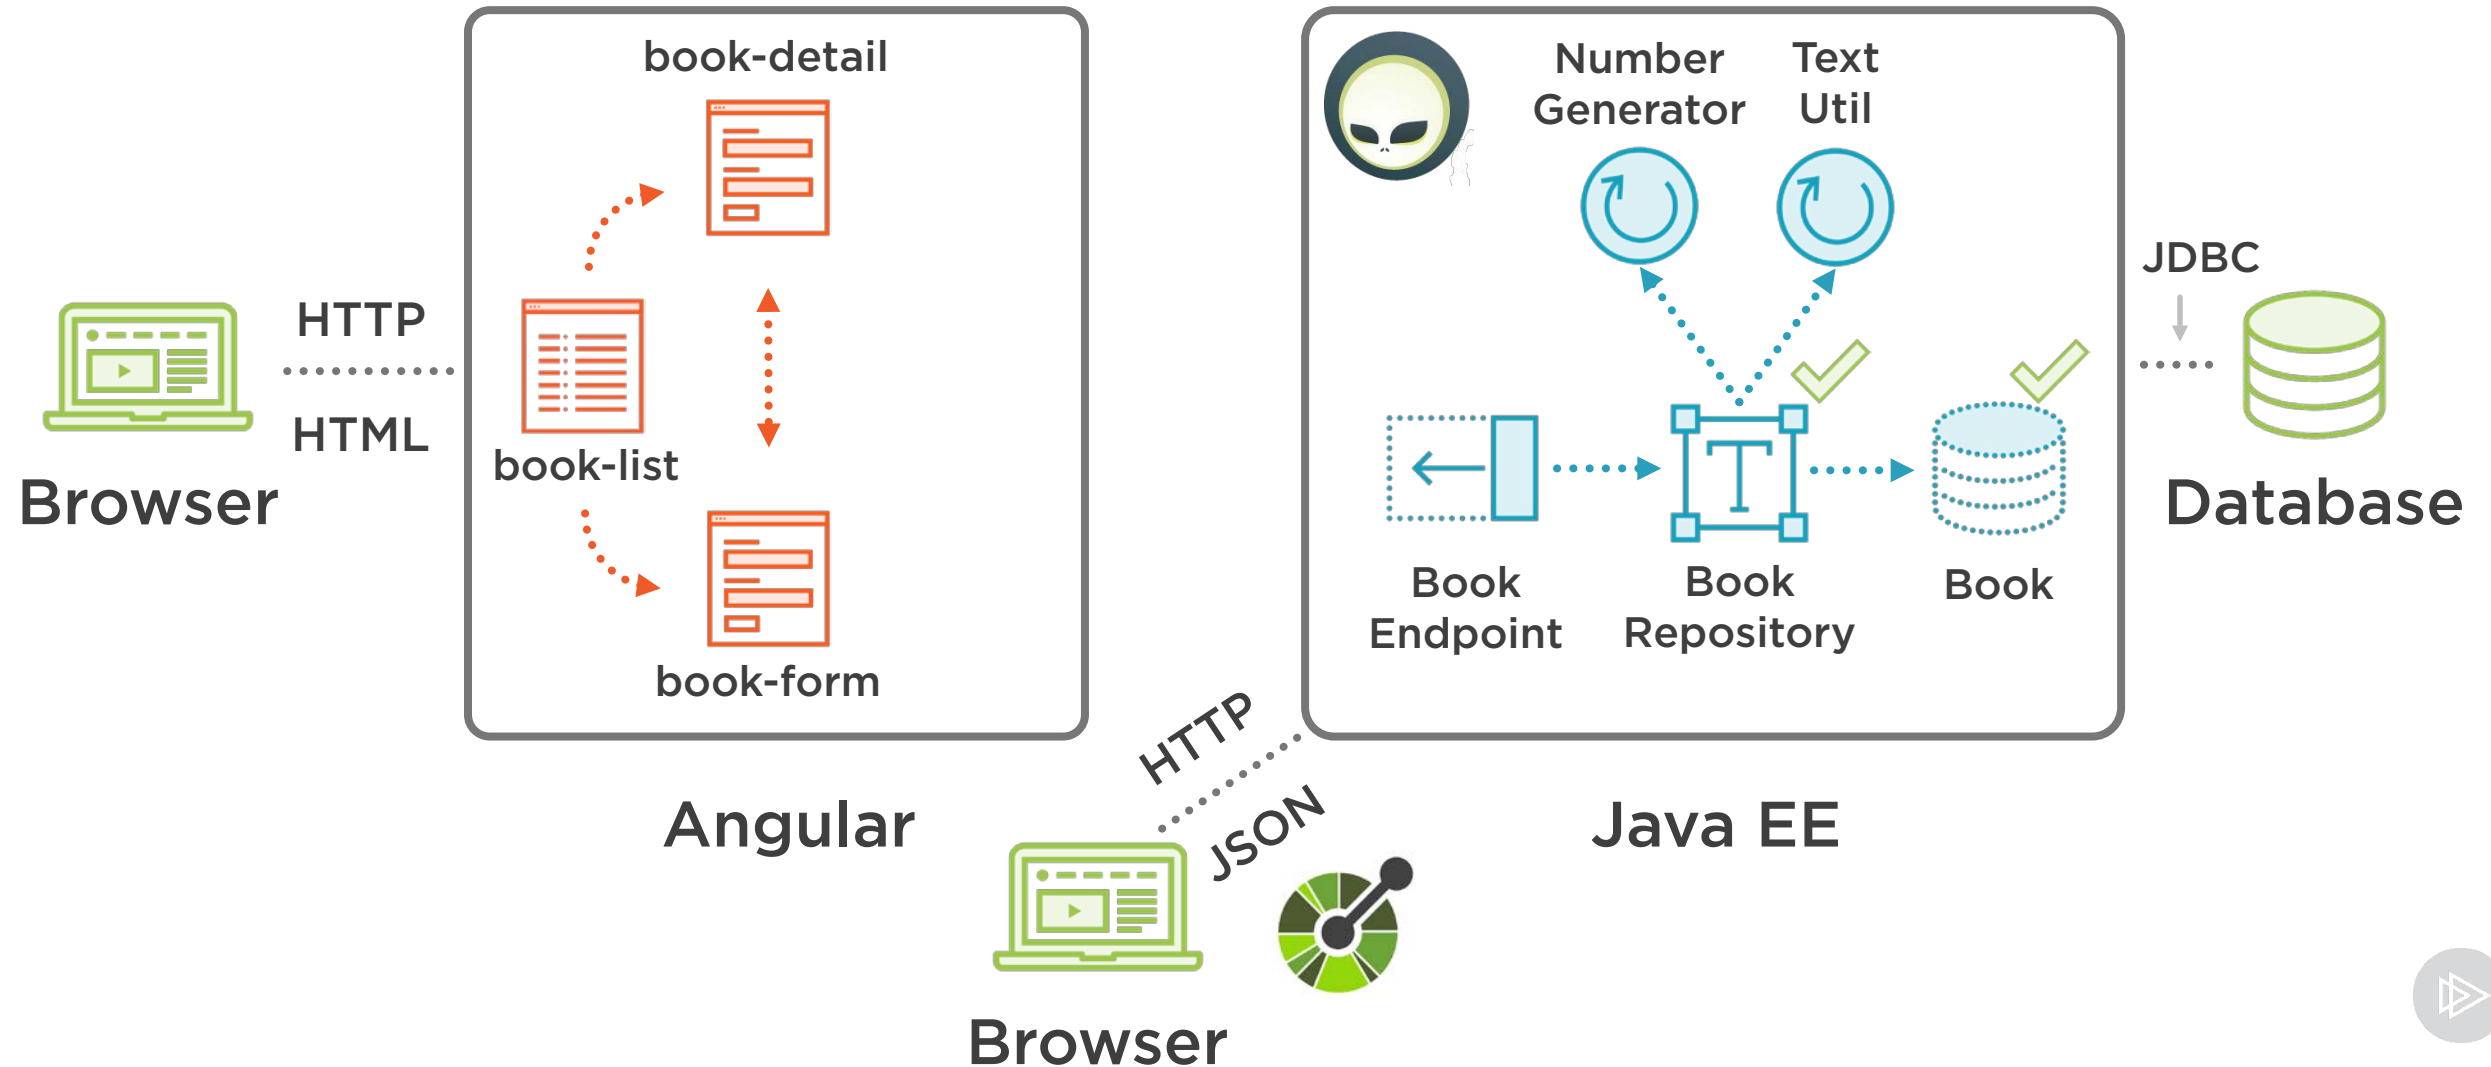 book-detail
HTTP
HTML
Browser
book-list
book-form
Angular
Number
Generator
Text
Util
Book
Endpoint
Book
Repository
Book
Java EE
JDBC
Database
HTTP
JSON
Browser